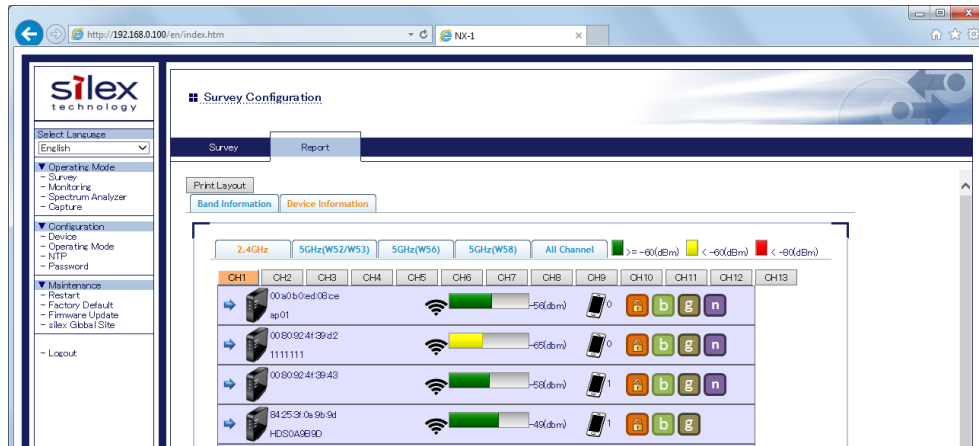 http://192.168.0.100/en/index.htm
NX-1
silex
technology
Select Language
English
▼ Operating Mode
- Survey
- Monitoring
- Spectrum Analyzer
- Capture
▼ Configuration
- Device
- Operating Mode
- NTP
- Password
▼ Maintenance
- Restart
- Factory Default
- Firmware Update
- silex Global Site
- Logout
Survey Configuration
Survey Report
Print Layout
Band Information Device Information
2.4GHz 5GHz(W52/W53) 5GHz(W56) 5GHz(W58) All Channel >= -60(dBm) < -60(dBm) < -80(dBm)
CH1 CH2 CH3 CH4 CH5 CH6 CH7 CH8 CH9 CH10 CH11 CH12 CH13
00:a0:b0:ed:08:ce
ap01
-56(dbm) 0 b g n
00:80:92:4f:39:d2
1111111
-65(dbm) 0 b g n
00:80:92:4f:39:43
-58(dbm) 1 b g n
84:25:3f:0a:9b:9d
HDS0A9B9D
-49(dbm) 1 b g